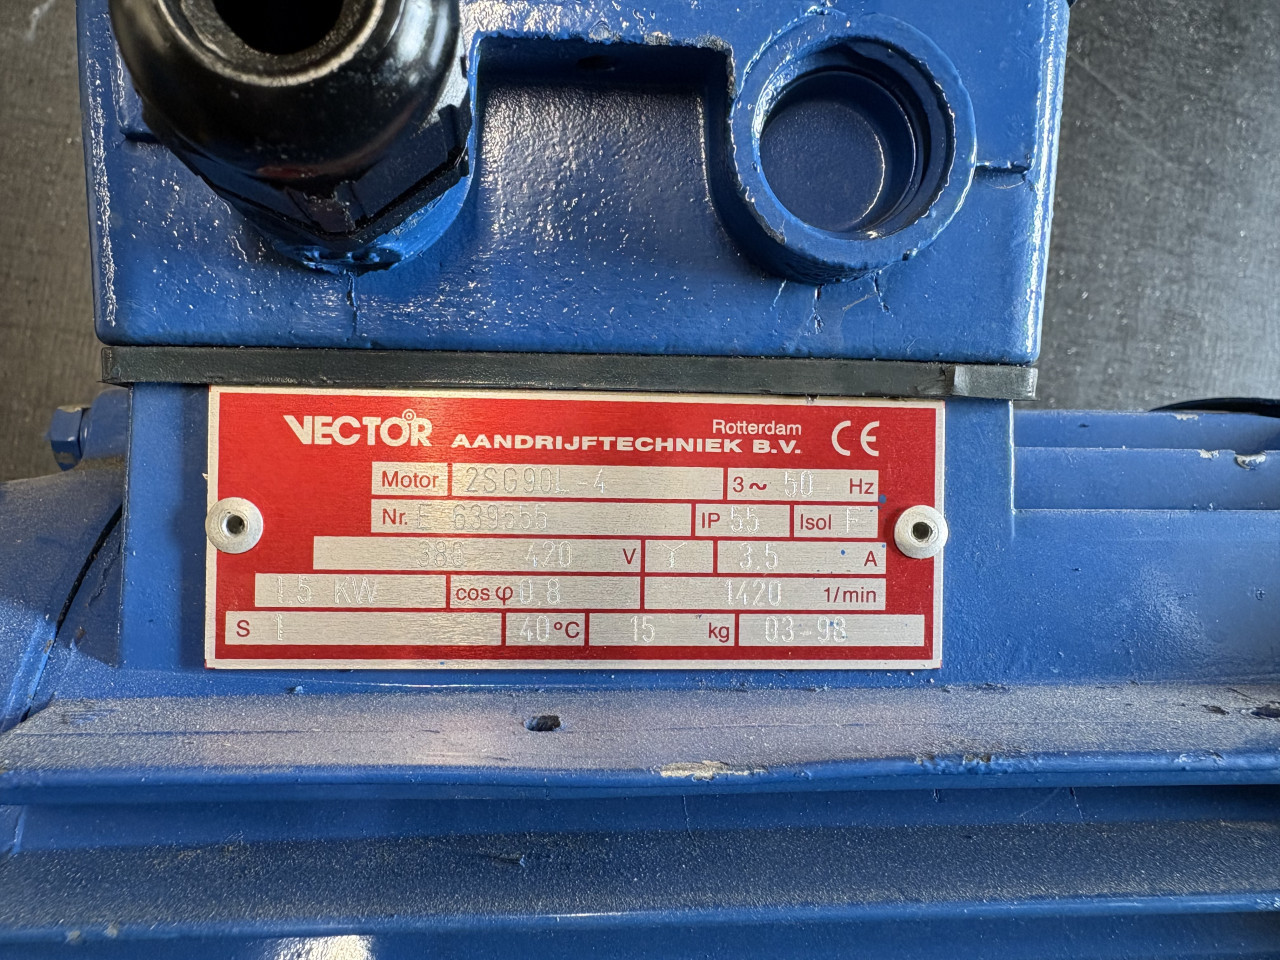 VECTOR Rotterdam
AANDRIJFTECHNIEK B.V. CE
Motor 2SG90L-4 3~ 50 Hz
Nr. E 639555 IP 55 Isol F
380 420 V Y 3.5 A
1.5 KW cos φ 0.8 1420 1/min
S 1 40 °C 15 kg 03-98